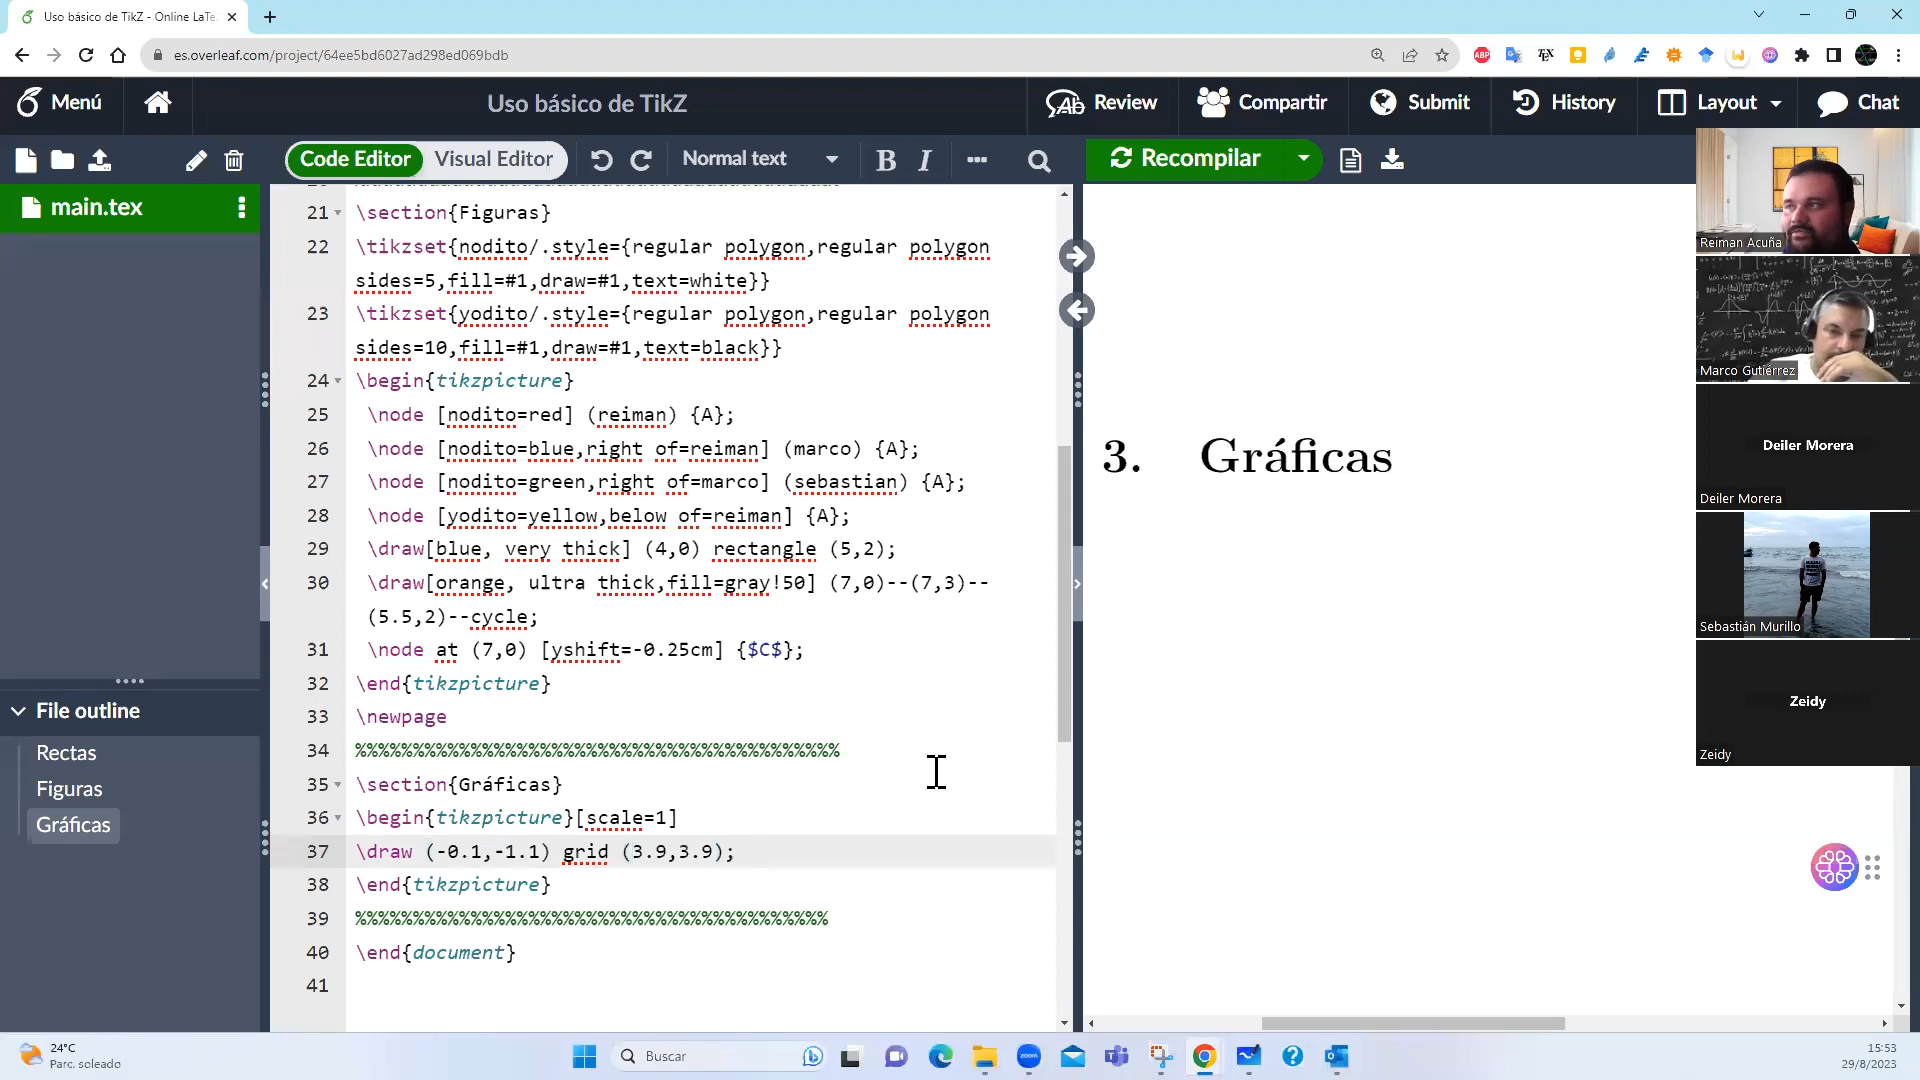 Uso básico de TikZ - Online LaTe
es.overleaf.com/project/64ee5bd6027ad298ed069bdb
Menú
Uso básico de TikZ
Review
Compartir
Submit
History
Layout
Chat
Code Editor
Visual Editor
Normal text
B I
Recompilar
main.tex
21 \section{Figuras}
22 \tikzset{nodito/.style={regular polygon,regular polygon
sides=5,fill=#1,draw=#1,text=white}}
23 \tikzset{yodito/.style={regular polygon,regular polygon
sides=10,fill=#1,draw=#1,text=black}}
24 \begin{tikzpicture}
25 \node [nodito=red] (reiman) {A};
26 \node [nodito=blue,right of=reiman] (marco) {A};
27 \node [nodito=green,right of=marco] (sebastian) {A};
28 \node [yodito=yellow,below of=reiman] {A};
29 \draw[blue, very thick] (4,0) rectangle (5,2);
30 \draw[orange, ultra thick,fill=gray!50] (7,0)--(7,3)--
(5.5,2)--cycle;
31 \node at (7,0) [yshift=-0.25cm] {$C$};
32 \end{tikzpicture}
33 \newpage
34 %%%%%%%%%%%%%%%%%%%%%%%%%%%%%%%%%%%%%%%%%%
35 \section{Gráficas}
36 \begin{tikzpicture}[scale=1]
37 \draw (-0.1,-1.1) grid (3.9,3.9);
38 \end{tikzpicture}
39 %%%%%%%%%%%%%%%%%%%%%%%%%%%%%%%%%%%%%%%%%
40 \end{document}
41
File outline
Rectas
Figuras
Gráficas
3. Gráficas
Reiman Acuña
Marco Gutiérrez
Deiler Morera
Deiler Morera
Sebastián Murillo
Zeidy
Zeidy
24°C
Parc. soleado
Buscar
zoom
15:53
29/8/2023